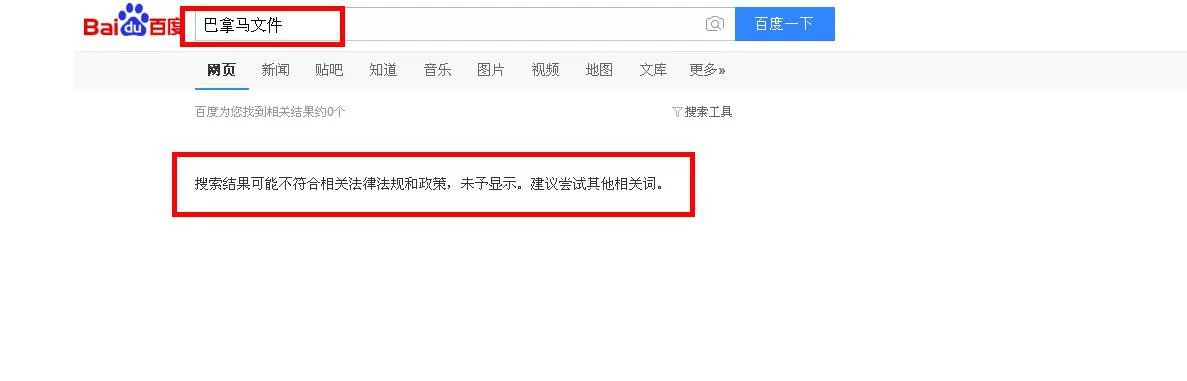 Bai du 百度 巴拿马文件 百度一下
网页 新闻 贴吧 知道 音乐 图片 视频 地图 文库 更多»
百度为您找到相关结果约0个 搜索工具
搜索结果可能不符合相关法律法规和政策，未予显示。建议尝试其他相关词。